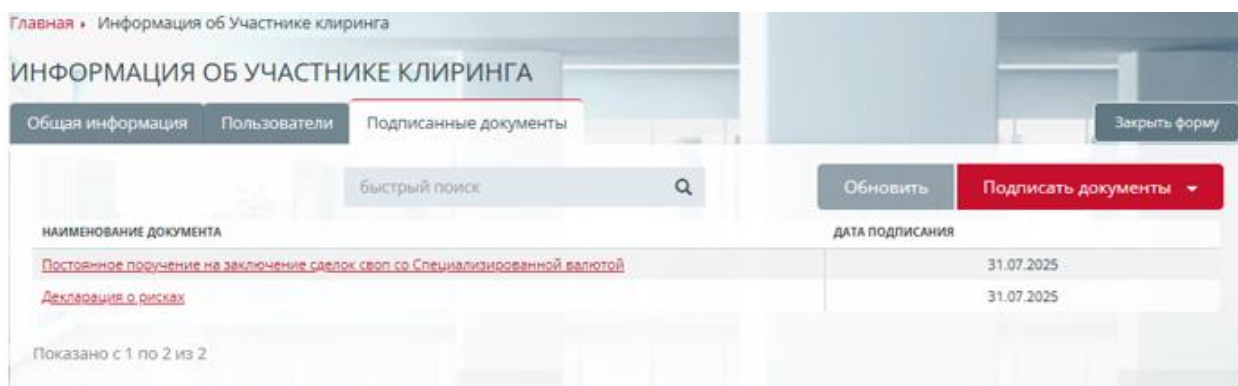 Главная › Информация об Участнике клиринга
ИНФОРМАЦИЯ ОБ УЧАСТНИКЕ КЛИРИНГА
Общая информация Пользователи Подписанные документы Закрыть форму
быстрый поиск Обновить Подписать документы
НАИМЕНОВАНИЕ ДОКУМЕНТА ДАТА ПОДПИСАНИЯ
Постоянное поручение на заключение сделок своп со Специализированной валютой 31.07.2025
Декларация о рисках 31.07.2025
Показано с 1 по 2 из 2